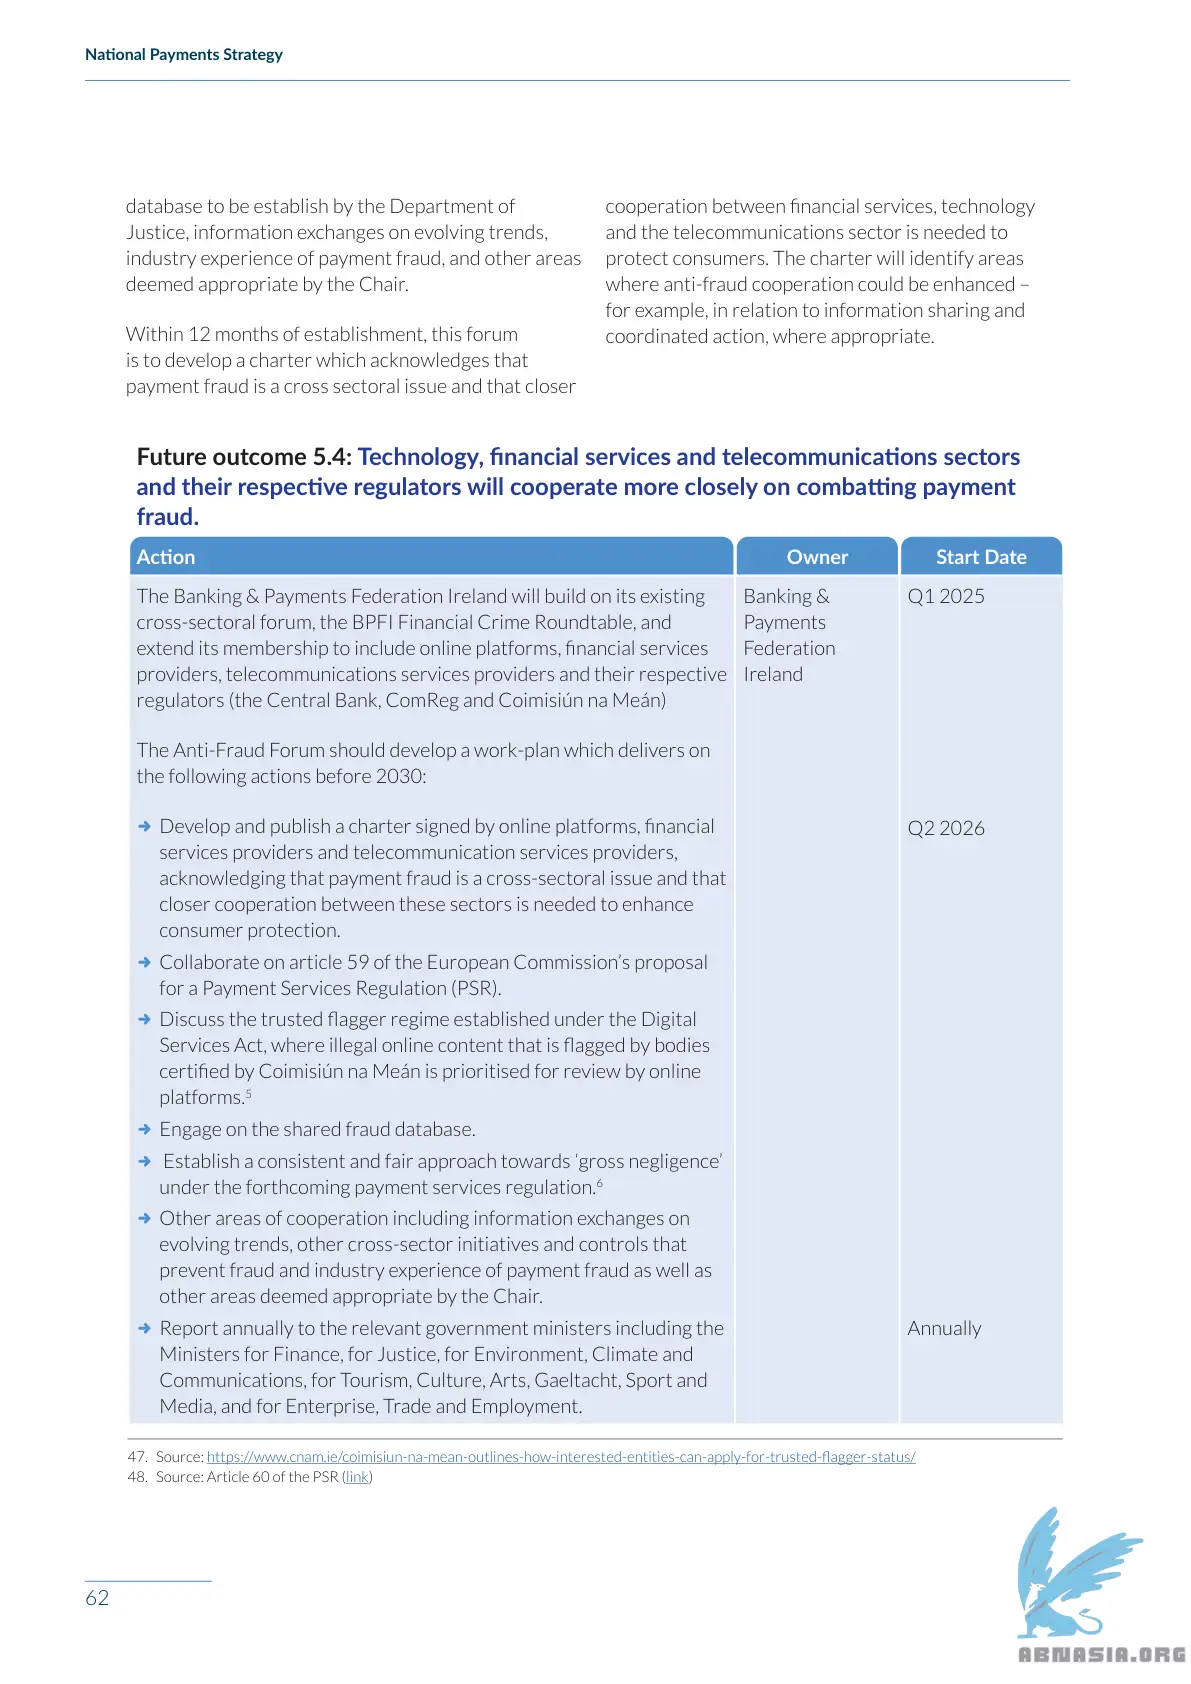 National Payments Strategy
database to be establish by the Department of
Justice, information exchanges on evolving trends,
industry experience of payment fraud, and other areas
deemed appropriate by the Chair.
Within 12 months of establishment, this forum
is to develop a charter which acknowledges that
payment fraud is a cross sectoral issue and that closer
cooperation between financial services, technology
and the telecommunications sector is needed to
protect consumers. The charter will identify areas
where anti-fraud cooperation could be enhanced –
for example, in relation to information sharing and
coordinated action, where appropriate.
Future outcome 5.4: Technology, financial services and telecommunications sectors
and their respective regulators will cooperate more closely on combatting payment
fraud.
Action Owner Start Date
The Banking & Payments Federation Ireland will build on its existing
cross-sectoral forum, the BPFI Financial Crime Roundtable, and
extend its membership to include online platforms, financial services
providers, telecommunications services providers and their respective
regulators (the Central Bank, ComReg and Coimisiún na Meán)
Banking &
Payments
Federation
Ireland
Q1 2025
The Anti-Fraud Forum should develop a work-plan which delivers on
the following actions before 2030:
➔ Develop and publish a charter signed by online platforms, financial
services providers and telecommunication services providers,
acknowledging that payment fraud is a cross-sectoral issue and that
closer cooperation between these sectors is needed to enhance
consumer protection.
Q2 2026
➔ Collaborate on article 59 of the European Commission's proposal
for a Payment Services Regulation (PSR).
➔ Discuss the trusted flagger regime established under the Digital
Services Act, where illegal online content that is flagged by bodies
certified by Coimisiún na Meán is prioritised for review by online
platforms.5
➔ Engage on the shared fraud database.
➔ Establish a consistent and fair approach towards 'gross negligence'
under the forthcoming payment services regulation.6
➔ Other areas of cooperation including information exchanges on
evolving trends, other cross-sector initiatives and controls that
prevent fraud and industry experience of payment fraud as well as
other areas deemed appropriate by the Chair.
➔ Report annually to the relevant government ministers including the
Ministers for Finance, for Justice, for Environment, Climate and
Communications, for Tourism, Culture, Arts, Gaeltacht, Sport and
Media, and for Enterprise, Trade and Employment.
Annually
47. Source: https://www.cnam.ie/coimisiun-na-mean-outlines-how-interested-entities-can-apply-for-trusted-flagger-status/
48. Source: Article 60 of the PSR (link)
62
ABNASIA.ORG